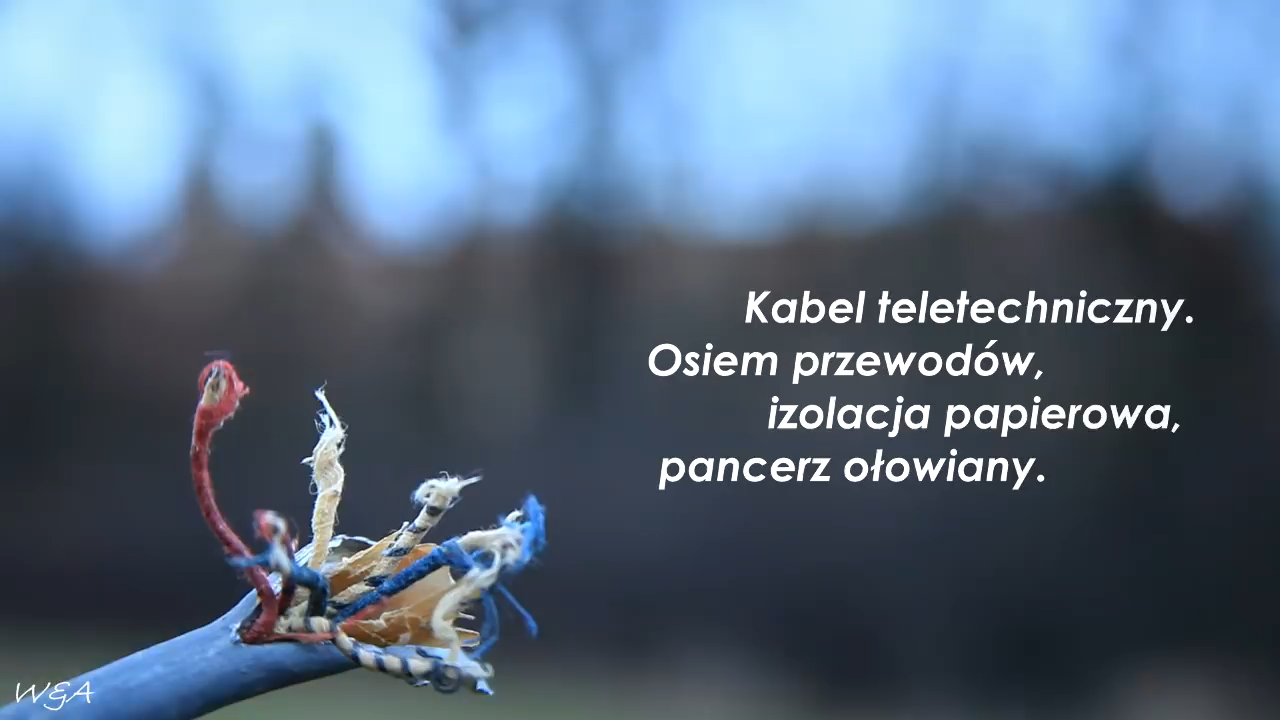 Kabel teletechniczny.
Osiem przewodów,
izolacja papierowa,
pancerz ołowiany.
W&A